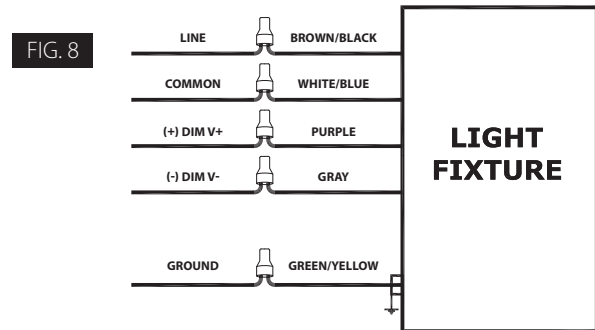 FIG. 8
LINE BROWN/BLACK
COMMON WHITE/BLUE
(+) DIM V+ PURPLE
(-) DIM V- GRAY
GROUND GREEN/YELLOW
LIGHT
FIXTURE